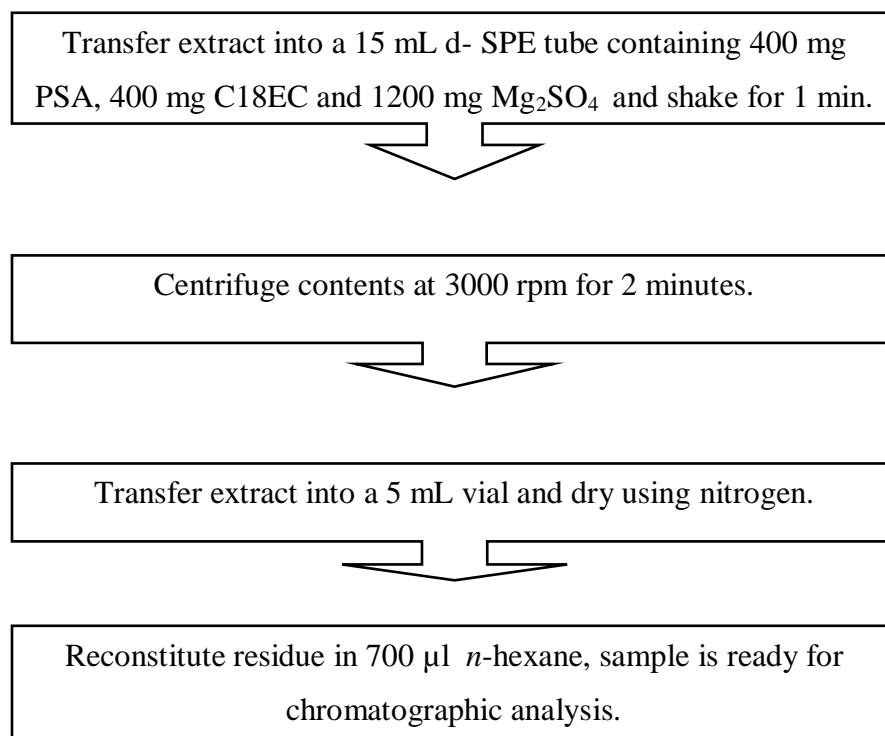 Transfer extract into a 15 mL d- SPE tube containing 400 mg
PSA, 400 mg C18EC and 1200 mg Mg₂SO₄ and shake for 1 min.
Centrifuge contents at 3000 rpm for 2 minutes.
Transfer extract into a 5 mL vial and dry using nitrogen.
Reconstitute residue in 700 µl n-hexane, sample is ready for
chromatographic analysis.